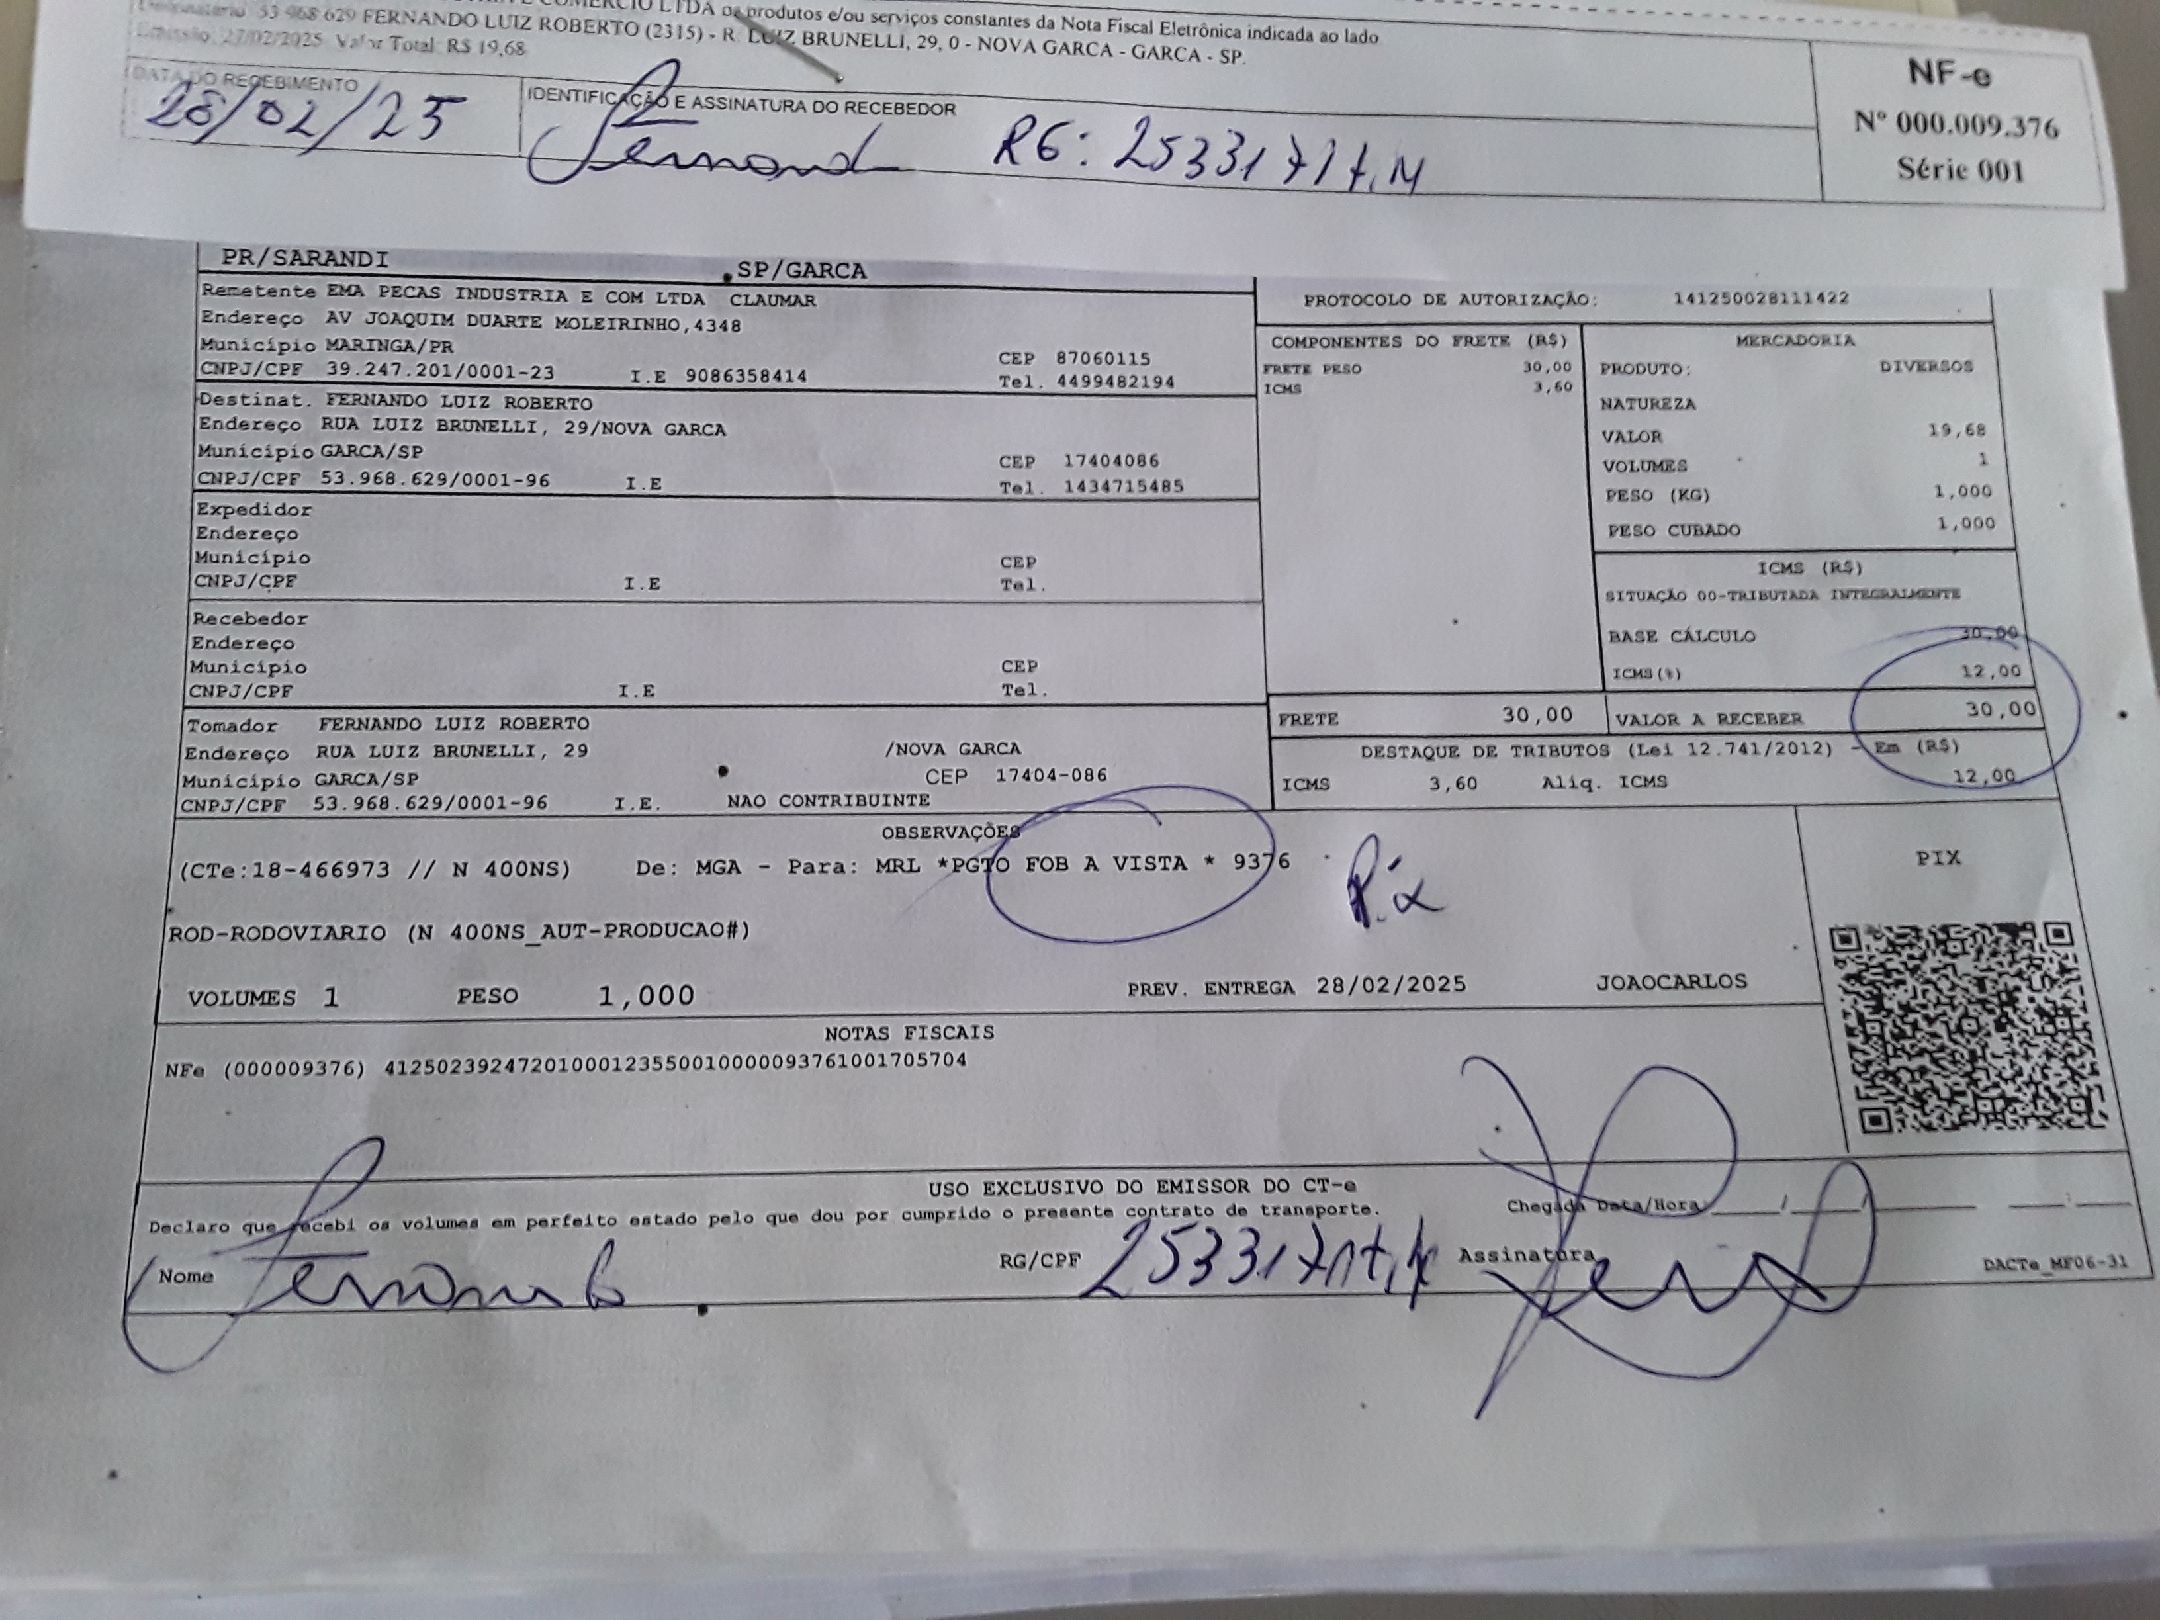 COMERCIO LTDA os produtos e/ou serviços constantes da Nota Fiscal Eletrônica indicada ao lado
53 968 629 FERNANDO LUIZ ROBERTO (2315) - R. LUIZ BRUNELLI, 29, 0 - NOVA GARCA - GARCA - SP.
Emissão: 27/02/2025 Valor Total: R$ 19,68
NF-e
Nº 000.009.376
Série 001
DATA DO RECEBIMENTO
28/02/25
IDENTIFICAÇÃO E ASSINATURA DO RECEBEDOR
RG:
PR/SARANDI SP/GARCA
Remetente EMA PECAS INDUSTRIA E COM LTDA CLAUMAR
Endereço AV JOAQUIM DUARTE MOLEIRINHO,4348
Município MARINGA/PR CEP 87060115
CNPJ/CPF 39.247.201/0001-23 I.E 9086358414 Tel. 4499482194
Destinat. FERNANDO LUIZ ROBERTO
Endereço RUA LUIZ BRUNELLI, 29/NOVA GARCA
Município GARCA/SP CEP 17404086
CNPJ/CPF 53.968.629/0001-96 I.E Tel. 1434715485
Expedidor
Endereço
Município CEP
CNPJ/CPF I.E Tel.
Recebedor
Endereço
Município CEP
CNPJ/CPF I.E Tel.
Tomador FERNANDO LUIZ ROBERTO
Endereço RUA LUIZ BRUNELLI, 29 /NOVA GARCA
Município GARCA/SP CEP 17404-086
CNPJ/CPF 53.968.629/0001-96 I.E. NAO CONTRIBUINTE
PROTOCOLO DE AUTORIZAÇÃO: 141250028111422
COMPONENTES DO FRETE (R$)
FRETE PESO 30,00
ICMS 3,60
MERCADORIA
PRODUTO: DIVERSOS
NATUREZA
VALOR 19,68
VOLUMES 1
PESO (KG) 1,000
PESO CUBADO 1,000
ICMS (R$)
SITUAÇÃO 00-TRIBUTADA INTEGRALMENTE
BASE CÁLCULO 30,00
ICMS(%) 12,00
FRETE 30,00 VALOR A RECEBER 30,00
DESTAQUE DE TRIBUTOS (Lei 12.741/2012) - Em (R$)
ICMS 3,60 Aliq. ICMS 12,00
OBSERVAÇÕES
(CTe:18-466973 // N 400NS) De: MGA - Para: MRL *PGTO FOB A VISTA * 9376
Pix
PIX
ROD-RODOVIARIO (N 400NS_AUT-PRODUCAO#)
VOLUMES 1 PESO 1,000 PREV. ENTREGA 28/02/2025 JOAOCARLOS
NOTAS FISCAIS
NFe (000009376) 41250239247201000123550010000093761001705704
USO EXCLUSIVO DO EMISSOR DO CT-e
Declaro que recebi os volumes em perfeito estado pelo que dou por cumprido o presente contrato de transporte. Chegada Data/Hora ___/___/___ __:__
Nome RG/CPF Assinatura
DACTe_MF06-31